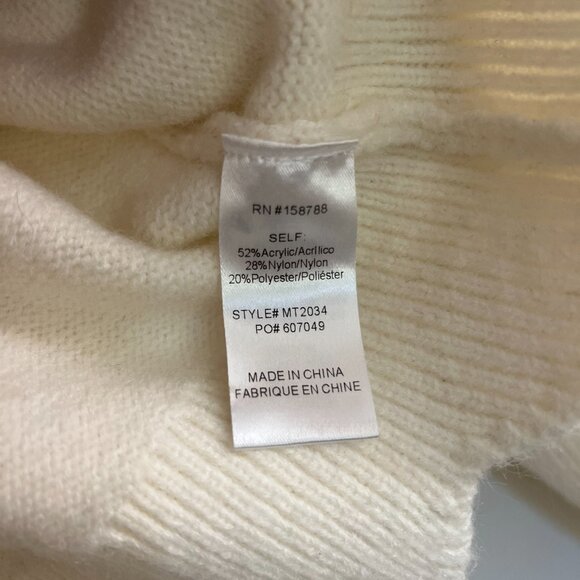 RN #158788
SELF:
52%Acrylic/Acrílico
28%Nylon/Nylon
20%Polyester/Poliéster
STYLE# MT2034
PO# 607049
MADE IN CHINA
FABRIQUE EN CHINE